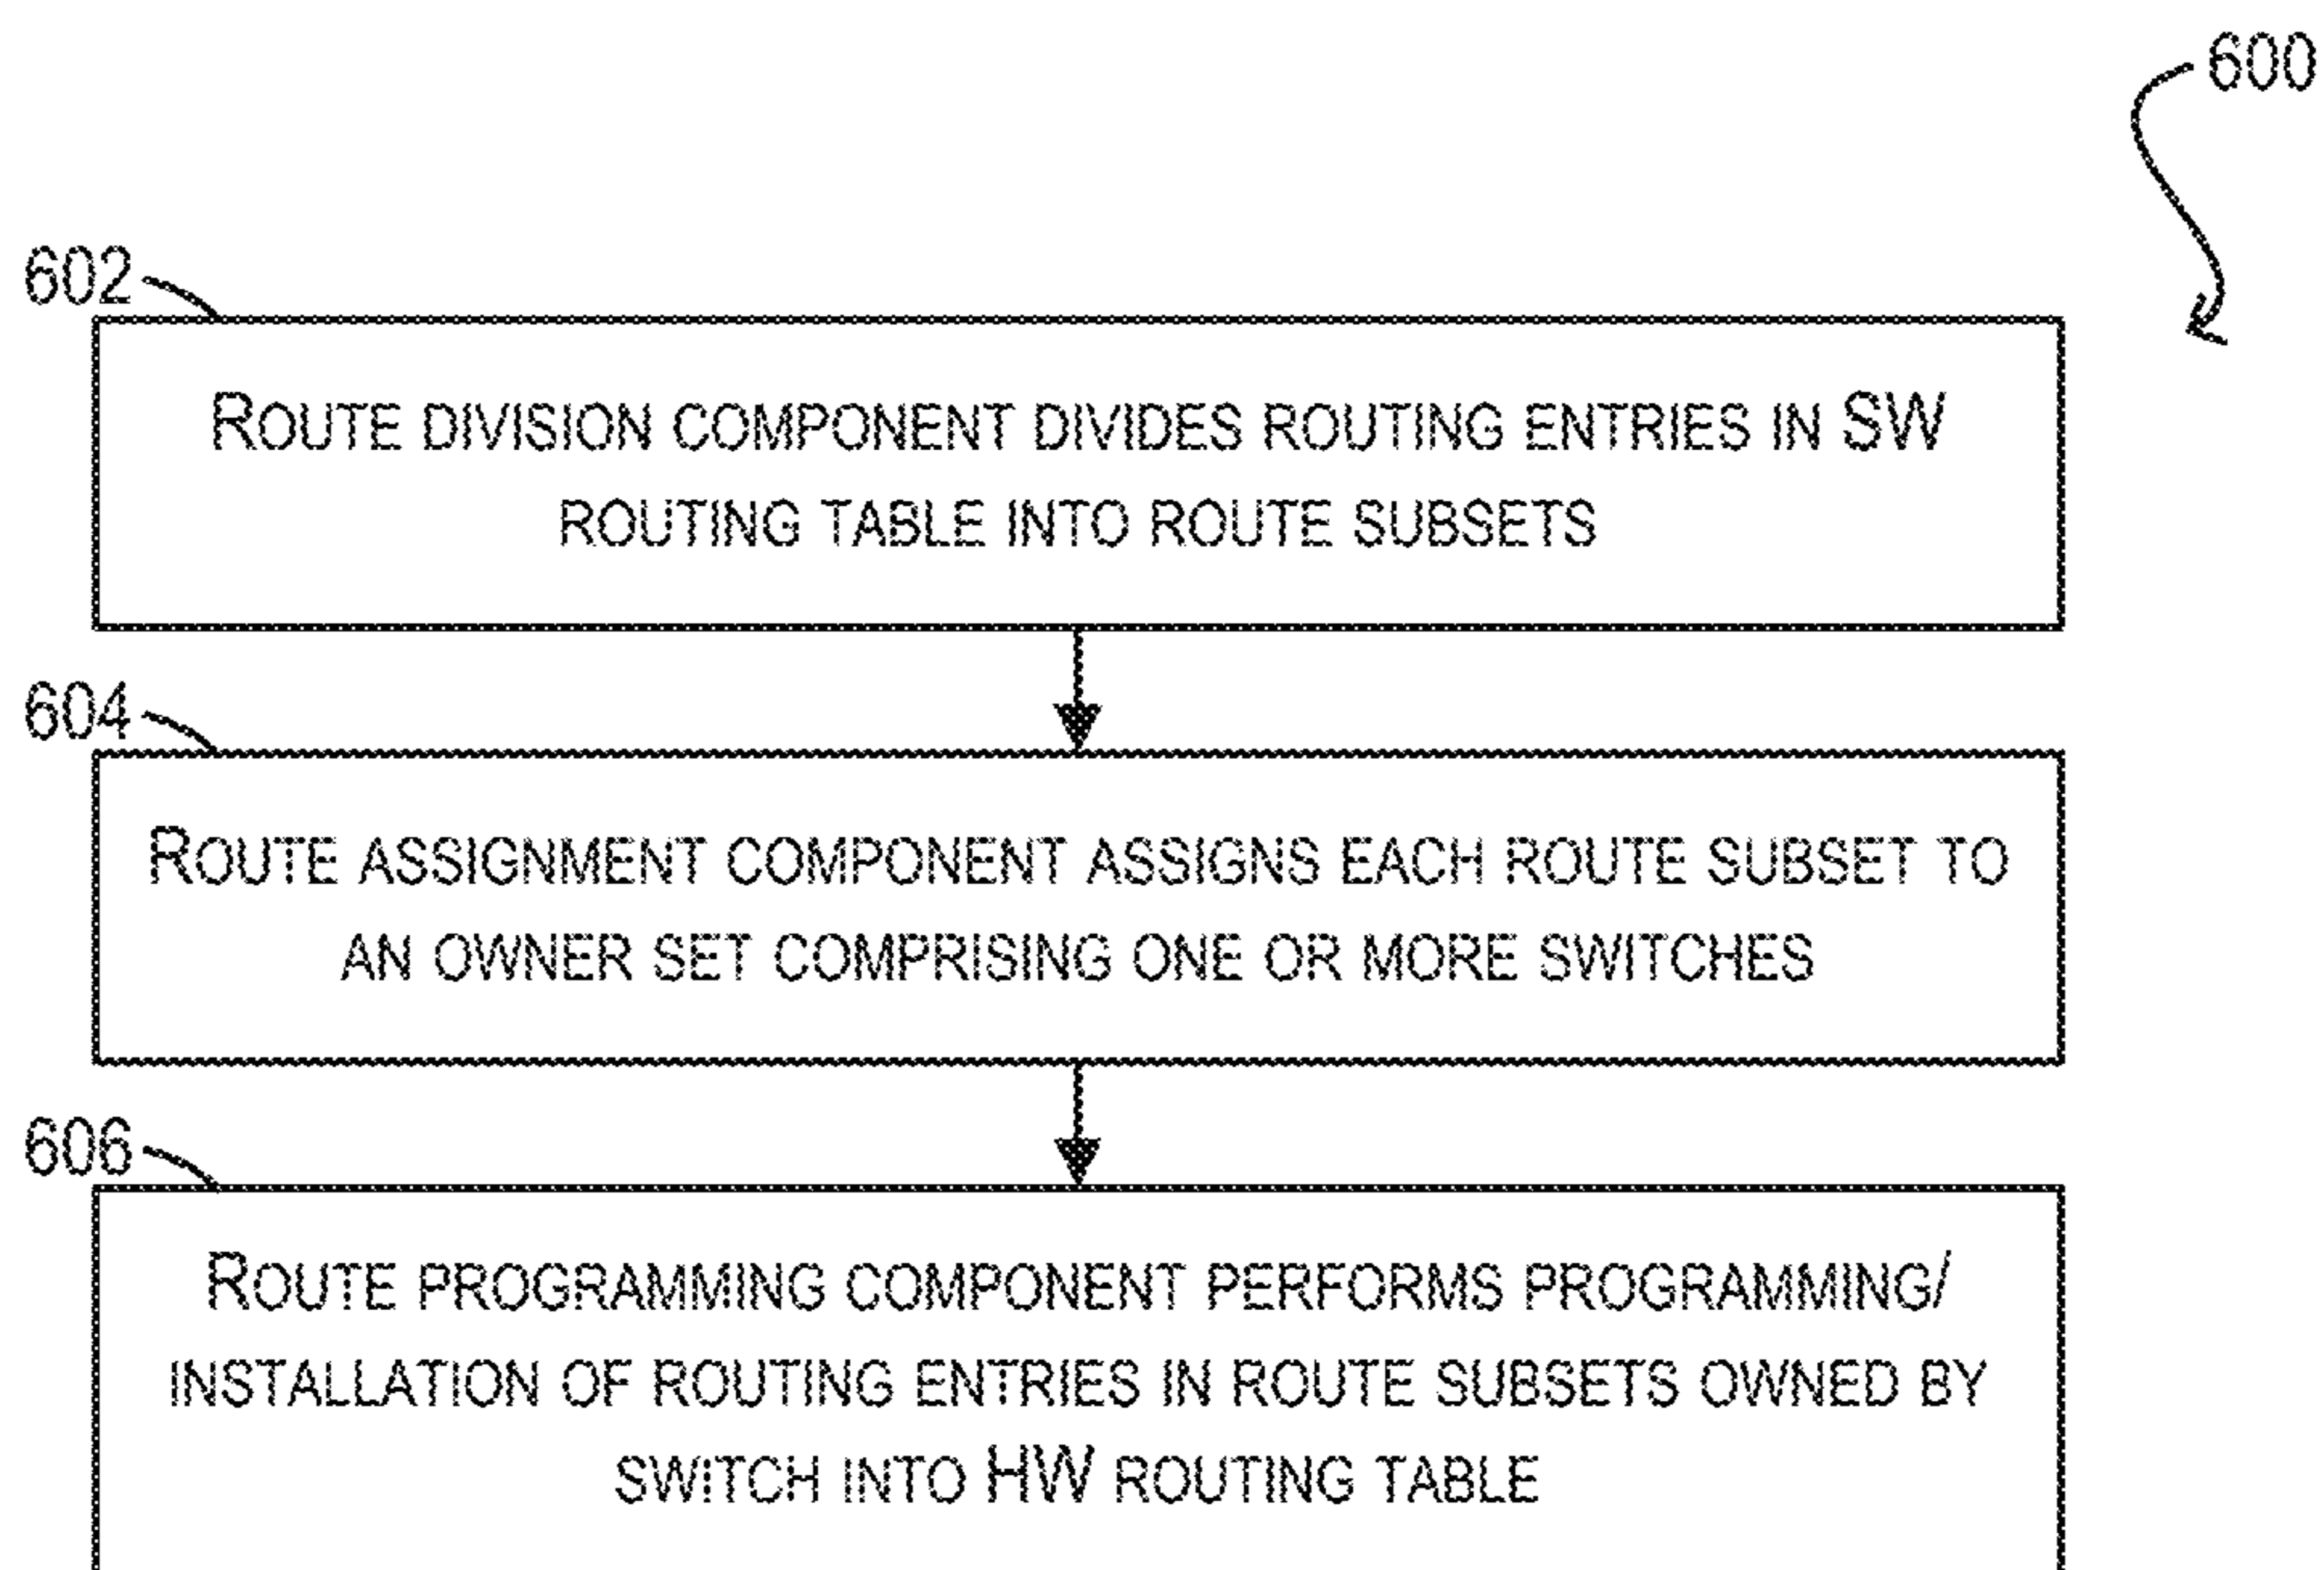 600
602
ROUTE DIVISION COMPONENT DIVIDES ROUTING ENTRIES IN SW
ROUTING TABLE INTO ROUTE SUBSETS
604
ROUTE ASSIGNMENT COMPONENT ASSIGNS EACH ROUTE SUBSET TO
AN OWNER SET COMPRISING ONE OR MORE SWITCHES
606
ROUTE PROGRAMMING COMPONENT PERFORMS PROGRAMMING/
INSTALLATION OF ROUTING ENTRIES IN ROUTE SUBSETS OWNED BY
SWITCH INTO HW ROUTING TABLE